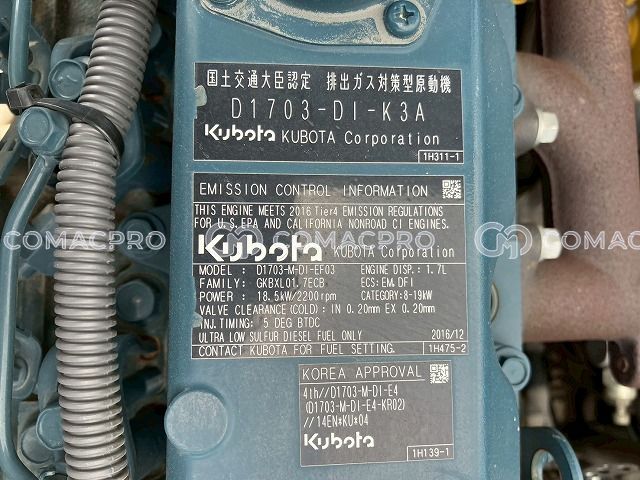 国土交通大臣認定 排出ガス対策型原動機
D1703-DI-K3A
Kubota KUBOTA Corporation
1H311-1
EMISSION CONTROL INFORMATION
THIS ENGINE MEETS 2016 Tier4 EMISSION REGULATIONS
FOR U.S.EPA AND CALIFORNIA NONROAD CI ENGINES.
Kubota KUBOTA Corporation
MODEL : D1703-M-DI-EF03 ENGINE DISP.: 1.7L
FAMILY: GKBXL01.7ECB ECS: EM,DFI
POWER : 18.5kW/2200rpm CATEGORY:8-19kW
VALVE CLEARANCE (COLD) : IN 0.20mm EX 0.20mm
INJ.TIMING: 5 DEG BTDC
ULTRA LOW SULFUR DIESEL FUEL ONLY 2016/12
CONTACT KUBOTA FOR FUEL SETTING. 1H475-2
KOREA APPROVAL
4th//D1703-M-DI-E4
(D1703-M-DI-E4-KR02)
//14EN*KU*04
Kubota
1H139-1
COMACPRO
COMACPRO
COMACPRO